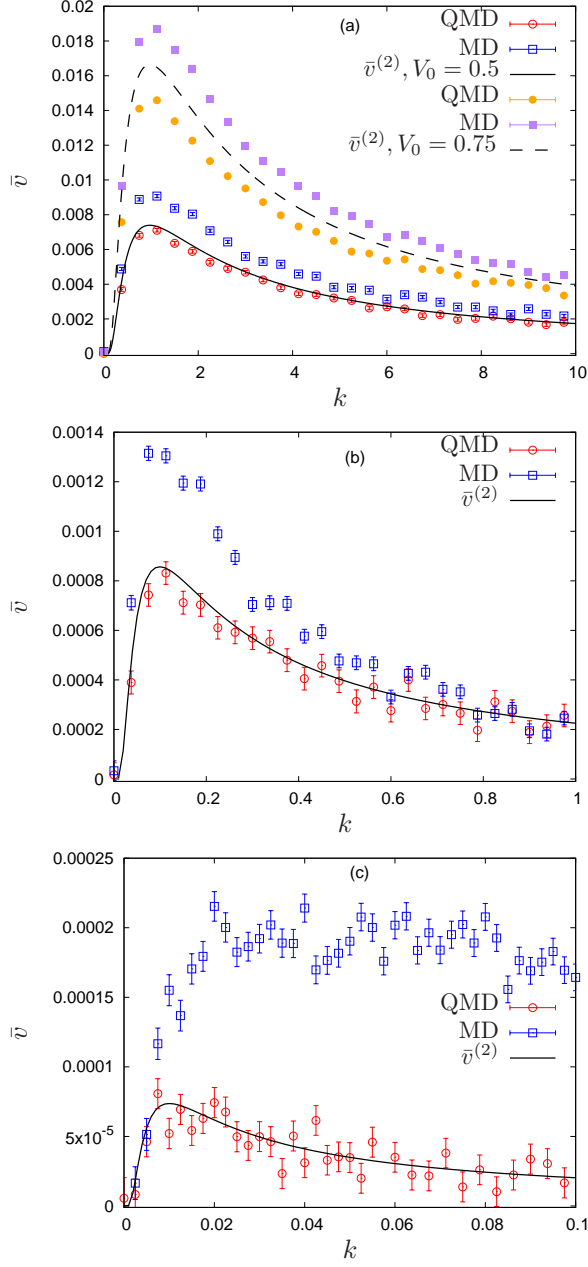 (a)
QMD
MD
v̄⁽²⁾, V₀ = 0.5
QMD
MD
v̄⁽²⁾, V₀ = 0.75
0.02
0.018
0.016
0.014
0.012
0.01
0.008
0.006
0.004
0.002
0
v̄
0 2 4 6 8 10
k
(b)
QMD
MD
v̄⁽²⁾
0.0014
0.0012
0.001
0.0008
0.0006
0.0004
0.0002
0
v̄
0 0.2 0.4 0.6 0.8 1
k
(c)
QMD
MD
v̄⁽²⁾
0.00025
0.0002
0.00015
0.0001
5x10⁻⁵
0
v̄
0 0.02 0.04 0.06 0.08 0.1
k